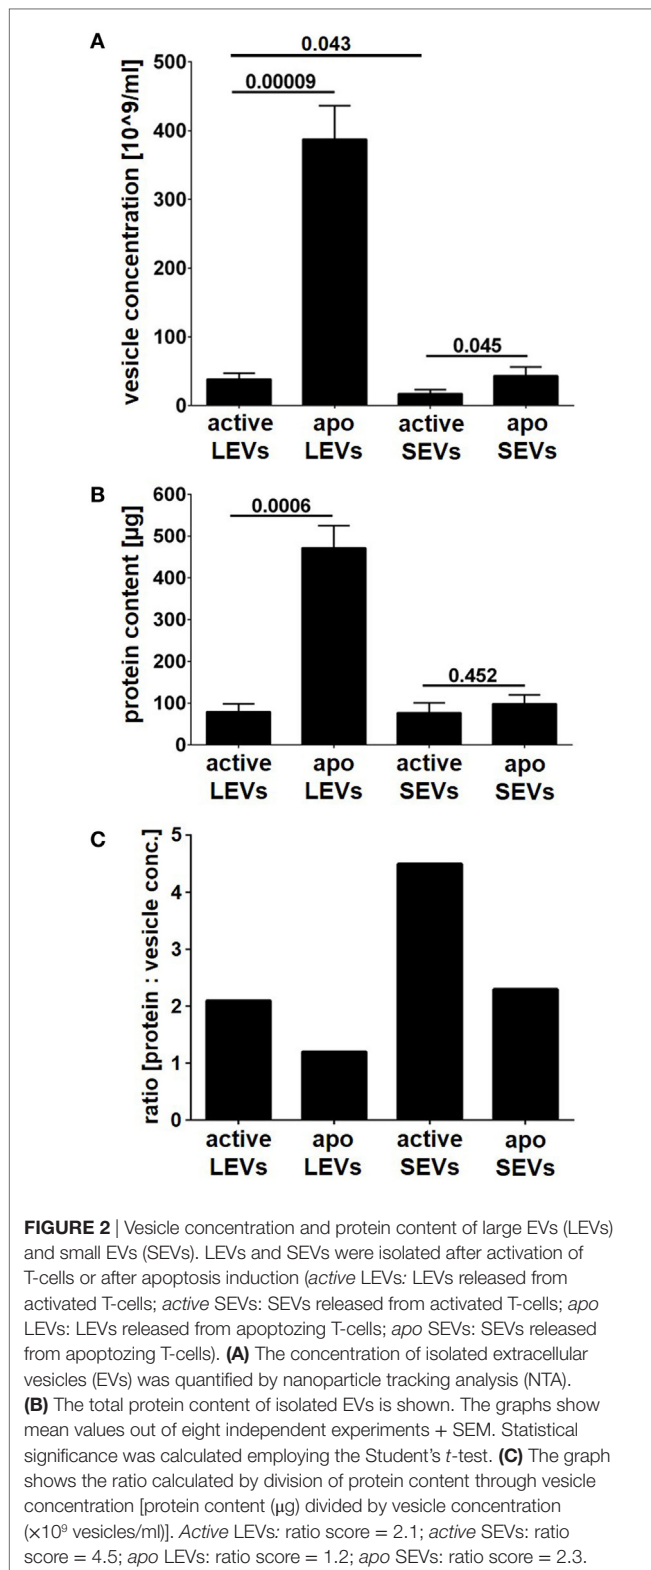 A
vesicle concentration [10^9/ml]
500
400
300
200
100
0
0.043
0.00009
0.045
active apo active apo
LEVs LEVs SEVs SEVs
B
protein content [µg]
600
500
400
300
200
100
0
0.0006
0.452
active apo active apo
LEVs LEVs SEVs SEVs
C
ratio [protein : vesicle conc.]
5
4
3
2
1
0
active apo active apo
LEVs LEVs SEVs SEVs
FIGURE 2 | Vesicle concentration and protein content of large EVs (LEVs)
and small EVs (SEVs). LEVs and SEVs were isolated after activation of
T-cells or after apoptosis induction (active LEVs: LEVs released from
activated T-cells; active SEVs: SEVs released from activated T-cells; apo
LEVs: LEVs released from apoptozing T-cells; apo SEVs: SEVs released
from apoptozing T-cells). (A) The concentration of isolated extracellular
vesicles (EVs) was quantified by nanoparticle tracking analysis (NTA).
(B) The total protein content of isolated EVs is shown. The graphs show
mean values out of eight independent experiments + SEM. Statistical
significance was calculated employing the Student's t-test. (C) The graph
shows the ratio calculated by division of protein content through vesicle
concentration [protein content (µg) divided by vesicle concentration
(×10⁹ vesicles/ml)]. Active LEVs: ratio score = 2.1; active SEVs: ratio
score = 4.5; apo LEVs: ratio score = 1.2; apo SEVs: ratio score = 2.3.